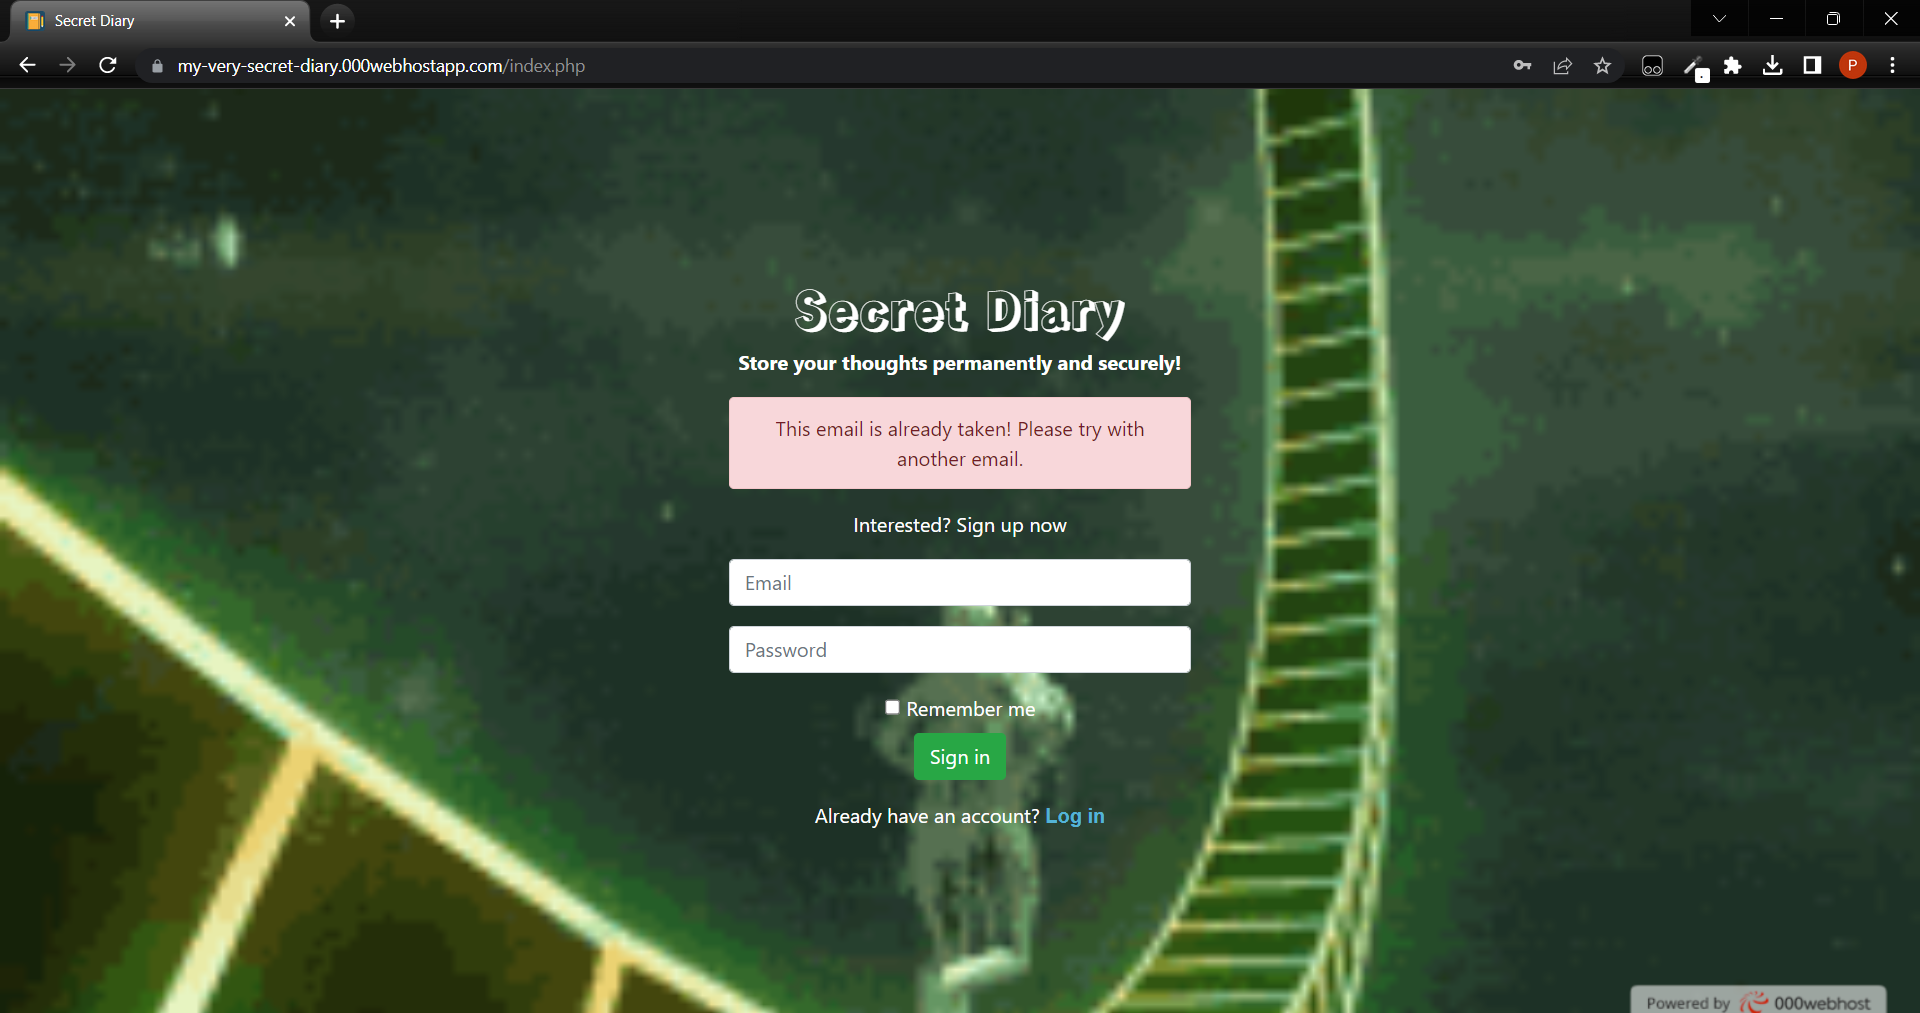 Secret Diary
my-very-secret-diary.000webhostapp.com/index.php
P
Secret Diary
Store your thoughts permanently and securely!
This email is already taken! Please try with
another email.
Interested? Sign up now
Email
Password
Remember me
Sign in
Already have an account? Log in
Powered by 000webhost